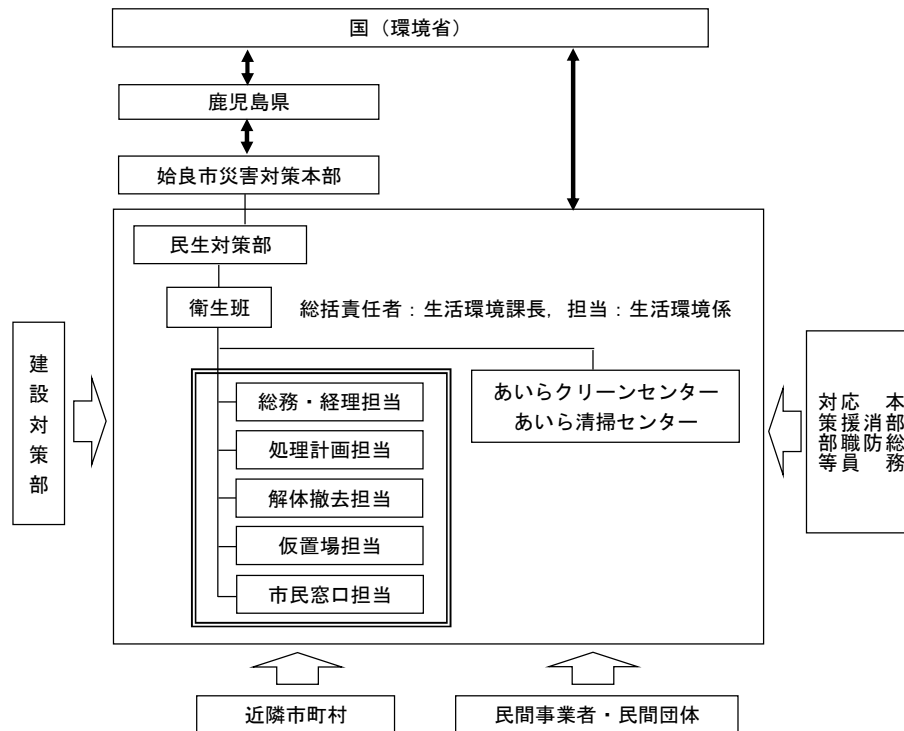 国（環境省）
鹿児島県
姶良市災害対策本部
民生対策部
衛生班
総括責任者：生活環境課長，担当：生活環境係
建設対策部
あいらクリーンセンター
あいら清掃センター
総務・経理担当
処理計画担当
解体撤去担当
仮置場担当
市民窓口担当
本部総務
消防
応援職員
対策部等
近隣市町村
民間事業者・民間団体